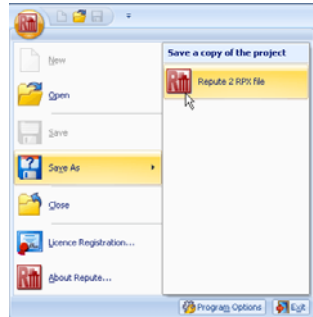 New
Save a copy of the project
Repute 2 RPX file
Open
Save
Save As
Close
Licence Registration...
About Repute...
Program Options
Exit